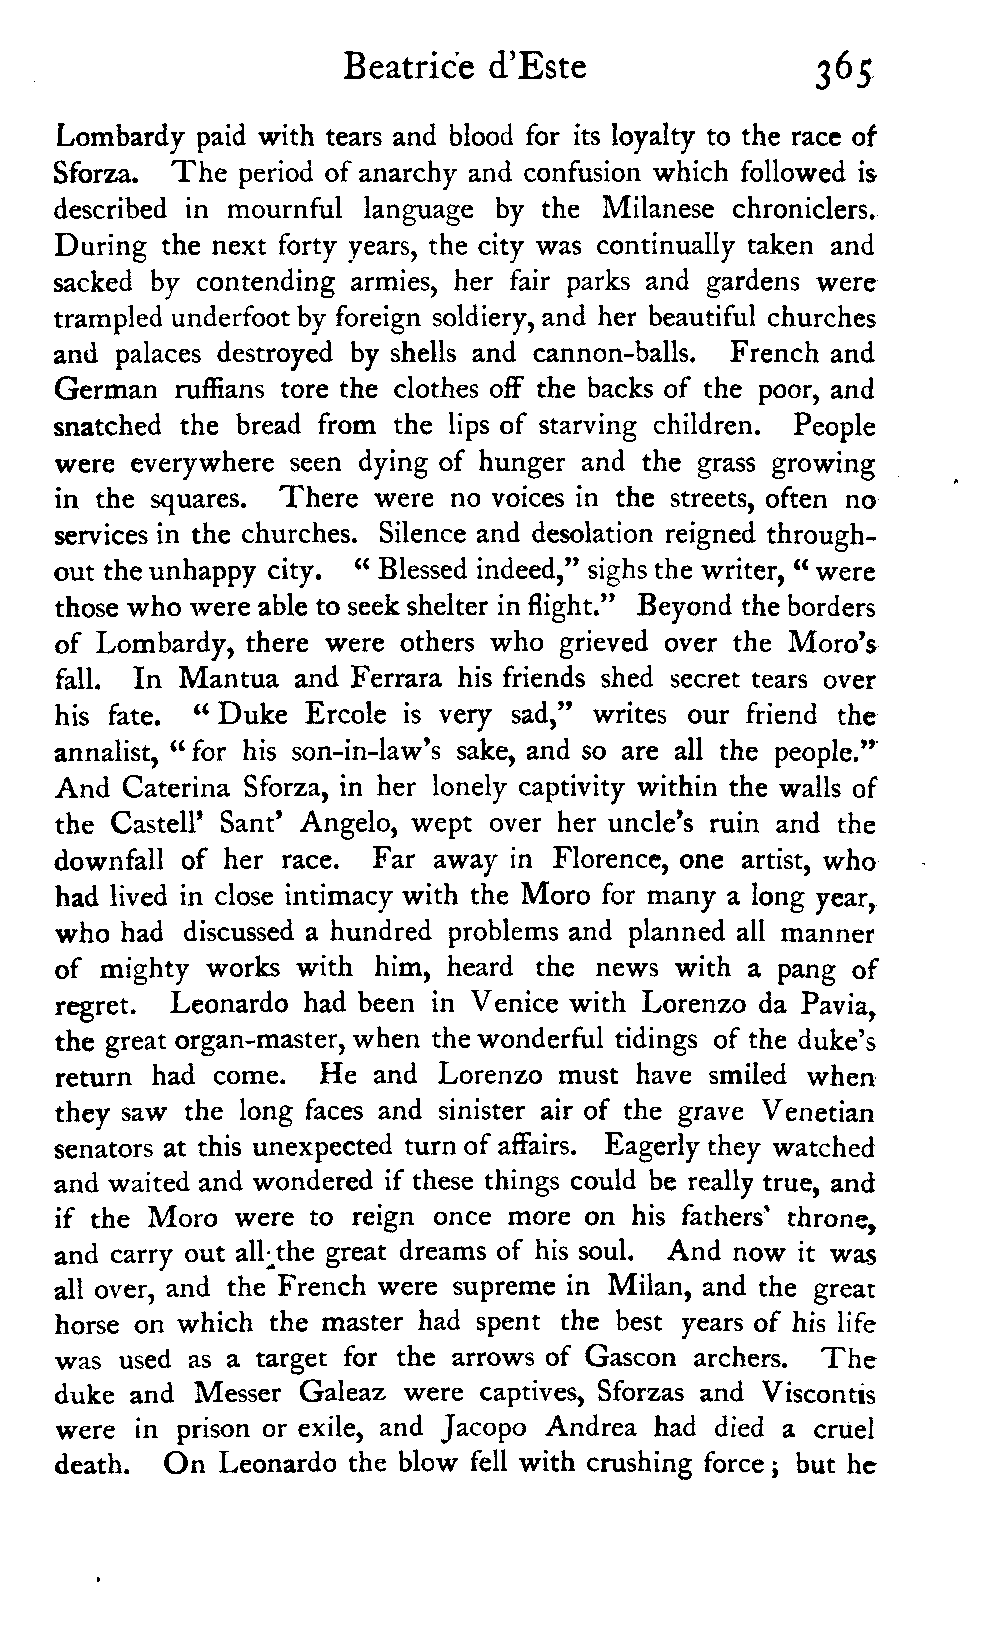 Beatrice d'Este 365
Lombardy paid with tears and blood for its loyalty to the race of
Sforza. The period of anarchy and confusion which followed is
described in mournful language by the Milanese chroniclers.
During the next forty years, the city was continually taken and
sacked by contending armies, her fair parks and gardens were
trampled underfoot by foreign soldiery, and her beautiful churches
and palaces destroyed by shells and cannon-balls. French and
German ruffians tore the clothes off the backs of the poor, and
snatched the bread from the lips of starving children. People
were everywhere seen dying of hunger and the grass growing
in the squares. There were no voices in the streets, often no
services in the churches. Silence and desolation reigned through-
out the unhappy city. "Blessed indeed," sighs the writer, "were
those who were able to seek shelter in flight." Beyond the borders
of Lombardy, there were others who grieved over the Moro's
fall. In Mantua and Ferrara his friends shed secret tears over
his fate. "Duke Ercole is very sad," writes our friend the
annalist, "for his son-in-law's sake, and so are all the people."
And Caterina Sforza, in her lonely captivity within the walls of
the Castell' Sant' Angelo, wept over her uncle's ruin and the
downfall of her race. Far away in Florence, one artist, who
had lived in close intimacy with the Moro for many a long year,
who had discussed a hundred problems and planned all manner
of mighty works with him, heard the news with a pang of
regret. Leonardo had been in Venice with Lorenzo da Pavia,
the great organ-master, when the wonderful tidings of the duke's
return had come. He and Lorenzo must have smiled when
they saw the long faces and sinister air of the grave Venetian
senators at this unexpected turn of affairs. Eagerly they watched
and waited and wondered if these things could be really true, and
if the Moro were to reign once more on his fathers' throne,
and carry out all the great dreams of his soul. And now it was
all over, and the French were supreme in Milan, and the great
horse on which the master had spent the best years of his life
was used as a target for the arrows of Gascon archers. The
duke and Messer Galeaz were captives, Sforzas and Viscontis
were in prison or exile, and Jacopo Andrea had died a cruel
death. On Leonardo the blow fell with crushing force; but he